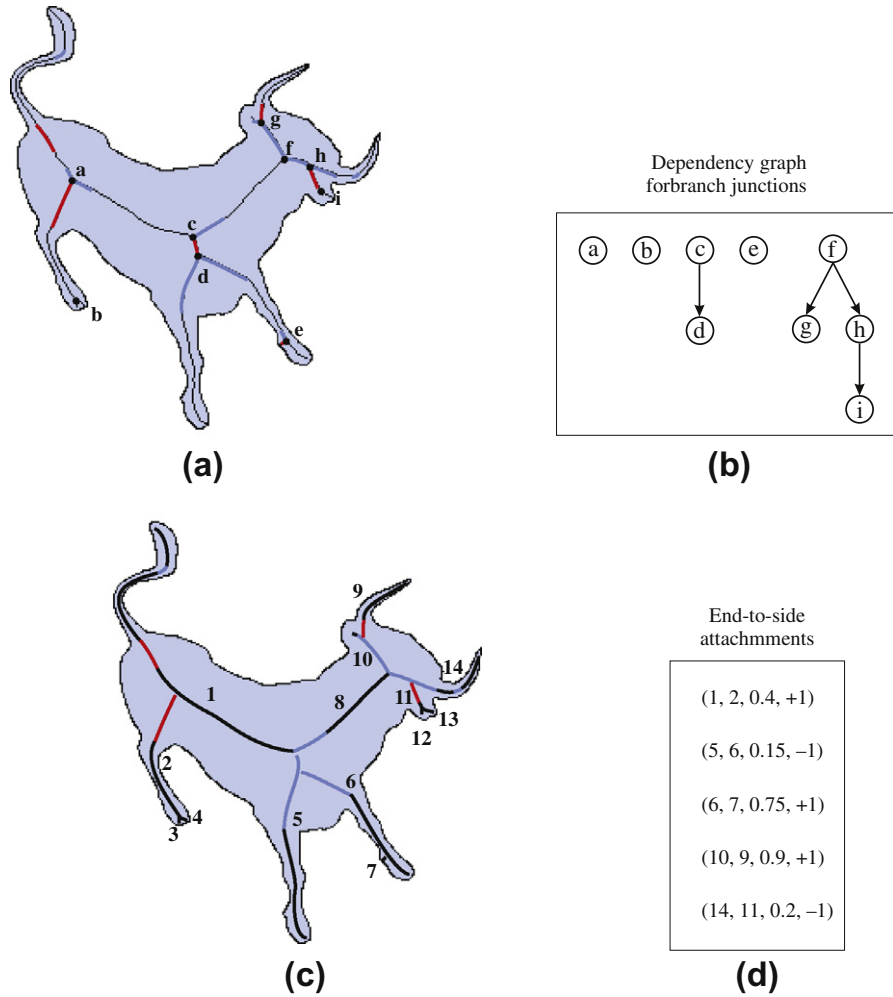 g
f
h
i
a
c
d
b
e
(a)
Dependency graph
forbranch junctions
a b c e f
d g h
i
(b)
9
10
14
1
8
11
13
12
2
6
5
4
3
7
(c)
End-to-side
attachmments
(1, 2, 0.4, +1)
(5, 6, 0.15, –1)
(6, 7, 0.75, +1)
(10, 9, 0.9, +1)
(14, 11, 0.2, –1)
(d)